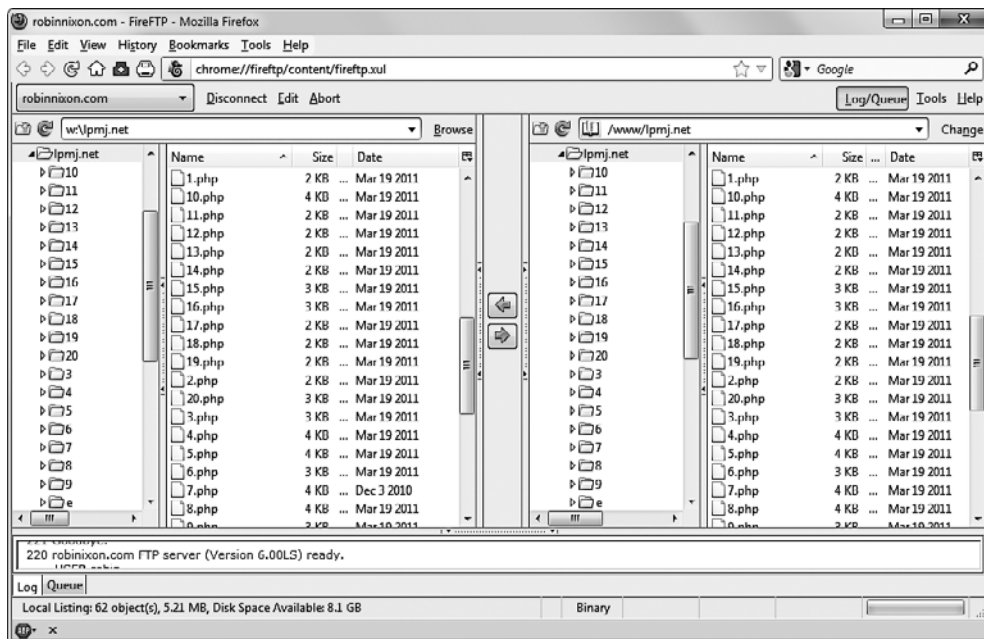 robinnixon.com - FireFTP - Mozilla Firefox
File Edit View History Bookmarks Tools Help
chrome://fireftp/content/fireftp.xul
Google
robinnixon.com Disconnect Edit Abort Log/Queue Tools Help
w:\lpmj.net Browse
lpmj.net
10
11
12
13
14
15
16
17
18
19
20
3
4
5
6
7
8
9
e
Name Size Date
1.php 2 KB ... Mar 19 2011
10.php 4 KB ... Mar 19 2011
11.php 2 KB ... Mar 19 2011
12.php 2 KB ... Mar 19 2011
13.php 2 KB ... Mar 19 2011
14.php 2 KB ... Mar 19 2011
15.php 3 KB ... Mar 19 2011
16.php 3 KB ... Mar 19 2011
17.php 2 KB ... Mar 19 2011
18.php 2 KB ... Mar 19 2011
19.php 2 KB ... Mar 19 2011
2.php 2 KB ... Mar 19 2011
20.php 3 KB ... Mar 19 2011
3.php 3 KB ... Mar 19 2011
4.php 4 KB ... Mar 19 2011
5.php 4 KB ... Mar 19 2011
6.php 3 KB ... Mar 19 2011
7.php 4 KB ... Dec 3 2010
8.php 4 KB ... Mar 19 2011
9.php 3 KB ... Mar 19 2011
/www/lpmj.net Change
lpmj.net
10
11
12
13
14
15
16
17
18
19
20
3
4
5
6
7
8
9
e
Name Size ... Date
1.php 2 KB ... Mar 19 2011
10.php 4 KB ... Mar 19 2011
11.php 2 KB ... Mar 19 2011
12.php 2 KB ... Mar 19 2011
13.php 2 KB ... Mar 19 2011
14.php 2 KB ... Mar 19 2011
15.php 3 KB ... Mar 19 2011
16.php 3 KB ... Mar 19 2011
17.php 2 KB ... Mar 19 2011
18.php 2 KB ... Mar 19 2011
19.php 2 KB ... Mar 19 2011
2.php 2 KB ... Mar 19 2011
20.php 3 KB ... Mar 19 2011
3.php 3 KB ... Mar 19 2011
4.php 4 KB ... Mar 19 2011
5.php 4 KB ... Mar 19 2011
6.php 3 KB ... Mar 19 2011
7.php 4 KB ... Mar 19 2011
8.php 4 KB ... Mar 19 2011
9.php 3 KB ... Mar 19 2011
221 Goodbye.
220 robinixon.com FTP server (Version 6.00LS) ready.
USER robin
Log Queue
Local Listing: 62 object(s), 5.21 MB, Disk Space Available: 8.1 GB Binary
FTP